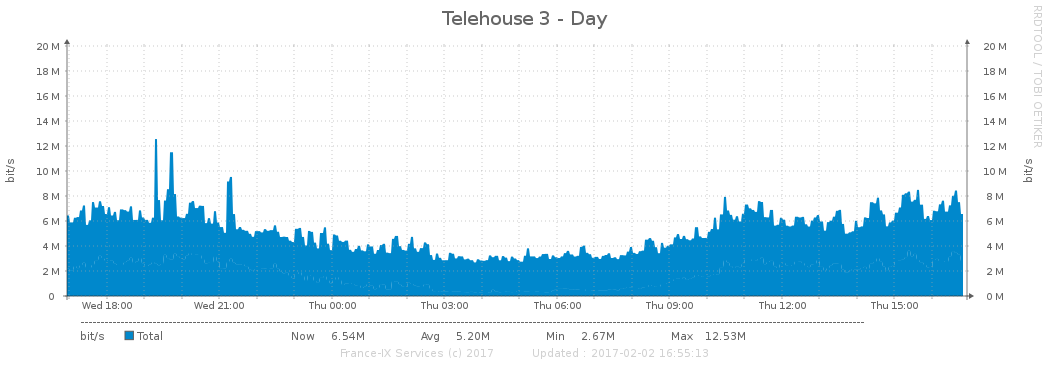 Telehouse 3 - Day
RRDTOOL / TOBI OETIKER
bit/s
20 M 20 M
18 M 18 M
16 M 16 M
14 M 14 M
12 M 12 M
10 M 10 M
8 M 8 M
6 M 6 M
4 M 4 M
2 M 2 M
0 0 M
bit/s
Wed 18:00 Wed 21:00 Thu 00:00 Thu 03:00 Thu 06:00 Thu 09:00 Thu 12:00 Thu 15:00
bit/s Total Now 6.54M Avg 5.20M Min 2.67M Max 12.53M
France-IX Services (c) 2017 Updated : 2017-02-02 16:55:13